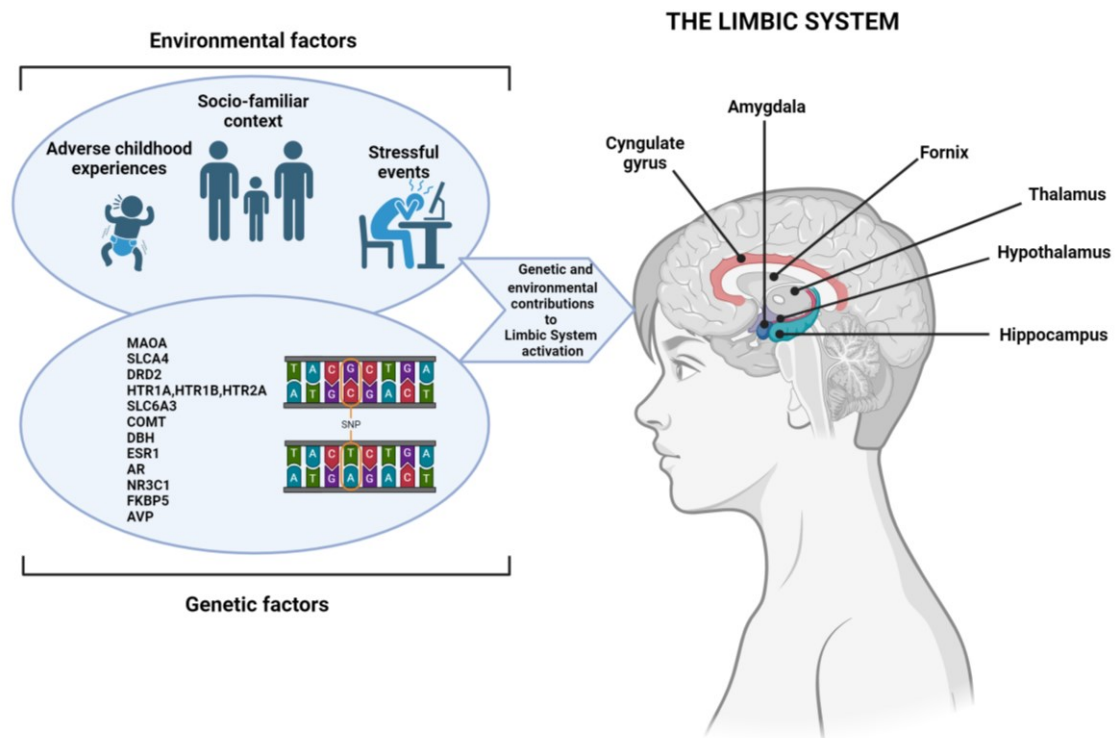 THE LIMBIC SYSTEM
Environmental factors
Socio-familiar
context
Adverse childhood
experiences
Stressful
events
Amygdala
Cyngulate
gyrus
Fornix
Thalamus
Hypothalamus
Hippocampus
Genetic and
environmental
contributions
to
Limbic System
activation
MAOA
SLCA4
DRD2
HTR1A,HTR1B,HTR2A
SLC6A3
COMT
DBH
ESR1
AR
NR3C1
FKBP5
AVP
T A C G C T G A
A T G C G A C T
SNP
T A C T C T G A
A T G A G A C T
Genetic factors